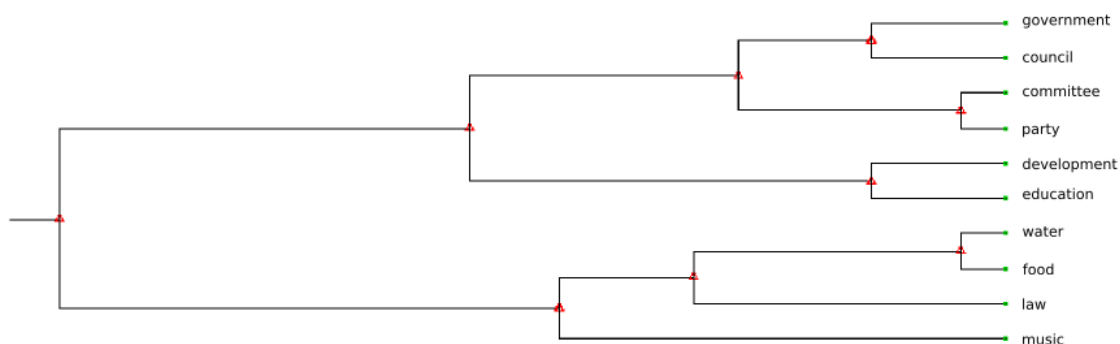 government
council
committee
party
development
education
water
food
law
music